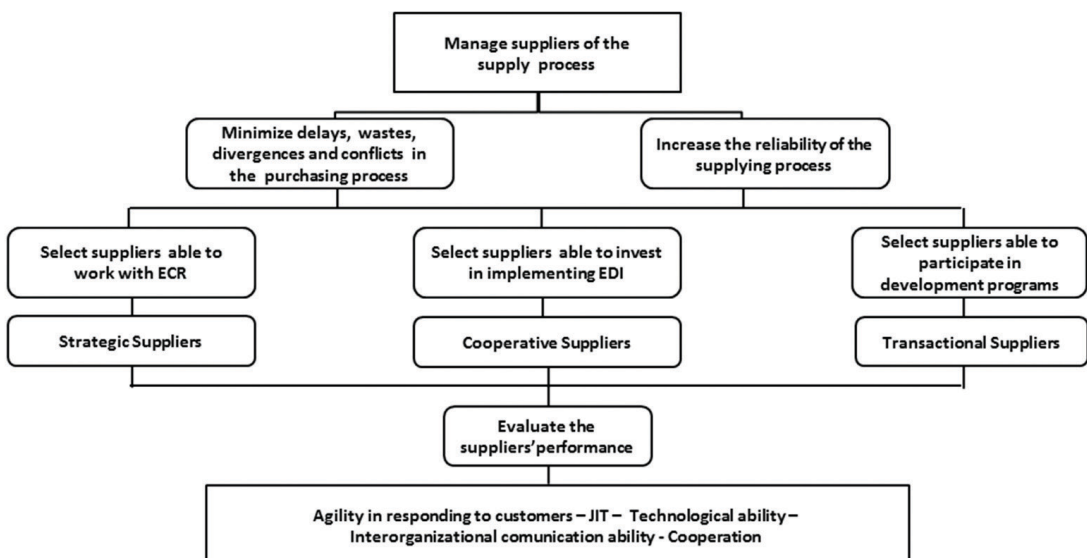 Manage suppliers of the
supply process
Minimize delays, wastes,
divergences and conflicts in
the purchasing process
Increase the reliability of the
supplying process
Select suppliers able to
work with ECR
Select suppliers able to invest
in implementing EDI
Select suppliers able to
participate in
development programs
Strategic Suppliers
Cooperative Suppliers
Transactional Suppliers
Evaluate the
suppliers'performance
Agility in responding to customers – JIT – Technological ability –
Interorganizational comunication ability - Cooperation